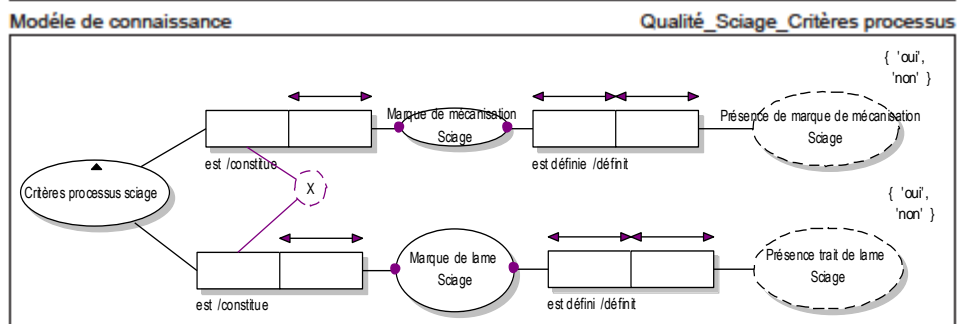 Modéle de connaissance
Qualité_Sciage_Critères processus
{ 'oui',
'non' }
Marque de mécanisation
Sciage
Présence de marque de mécanisation
Sciage
est /constitue
est définie /définit
Critères processus sciage
X
{ 'oui',
'non' }
Marque de lame
Sciage
Présence trait de lame
Sciage
est /constitue
est défini /définit